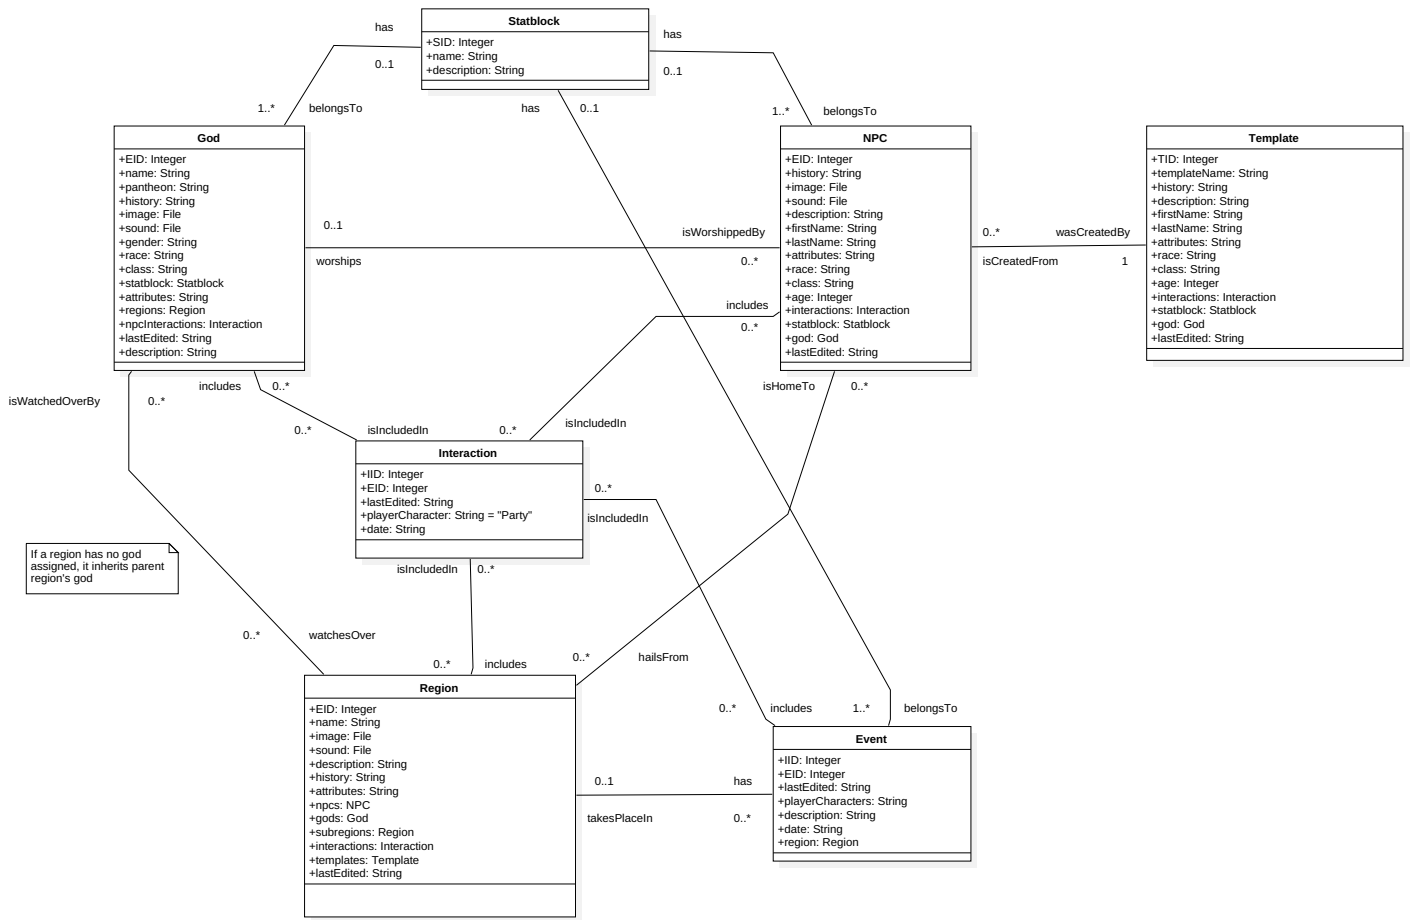 Statblock
+SID: Integer
+name: String
+description: String
has
0..1
1..*
belongsTo
has
0..1
1..*
belongsTo
has
0..1
God
+EID: Integer
+name: String
+pantheon: String
+history: String
+image: File
+sound: File
+gender: String
+race: String
+class: String
+statblock: Statblock
+attributes: String
+regions: Region
+npcInteractions: Interaction
+lastEdited: String
+description: String
0..1
worships
isWorshippedBy
0..*
NPC
+EID: Integer
+history: String
+image: File
+sound: File
+description: String
+firstName: String
+lastName: String
+attributes: String
+race: String
+class: String
+age: Integer
+interactions: Interaction
+statblock: Statblock
+god: God
+lastEdited: String
0..*
wasCreatedBy
isCreatedFrom
1
Template
+TID: Integer
+templateName: String
+history: String
+description: String
+firstName: String
+lastName: String
+attributes: String
+race: String
+class: String
+age: Integer
+interactions: Interaction
+statblock: Statblock
+god: God
+lastEdited: String
includes
0..*
isWatchedOverBy
0..*
includes
0..*
0..*
isIncludedIn
0..*
isIncludedIn
isHomeTo
0..*
Interaction
+IID: Integer
+EID: Integer
+lastEdited: String
+playerCharacter: String = "Party"
+date: String
0..*
isIncludedIn
isIncludedIn
0..*
If a region has no god
assigned, it inherits parent
region's god
0..*
watchesOver
0..*
includes
0..*
hailsFrom
0..*
includes
1..*
belongsTo
Region
+EID: Integer
+name: String
+image: File
+sound: File
+description: String
+history: String
+attributes: String
+npcs: NPC
+gods: God
+subregions: Region
+interactions: Interaction
+templates: Template
+lastEdited: String
0..1
has
takesPlaceIn
0..*
Event
+IID: Integer
+EID: Integer
+lastEdited: String
+playerCharacters: String
+description: String
+date: String
+region: Region